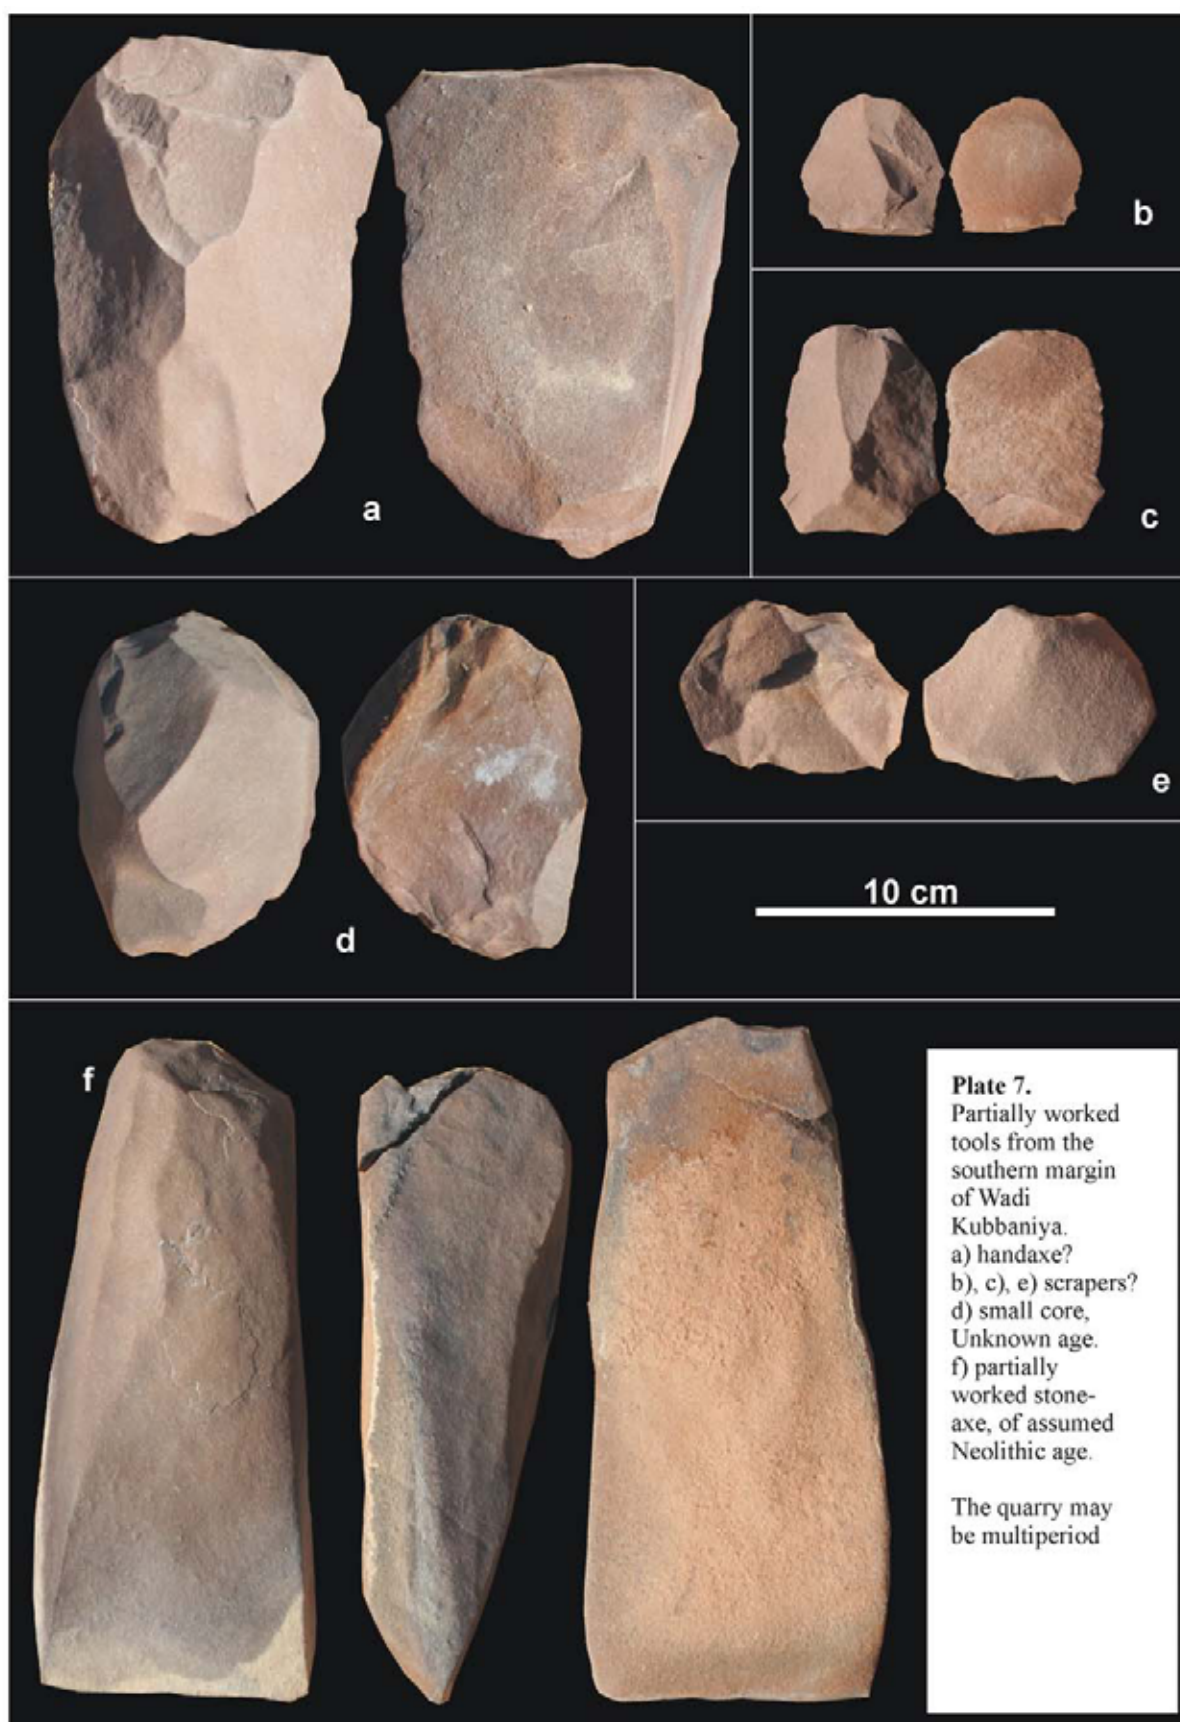 a
b
c
d
e
10 cm
f
Plate 7.
Partially worked
tools from the
southern margin
of Wadi
Kubbaniya.
a) handaxe?
b), c), e) scrapers?
d) small core,
Unknown age.
f) partially
worked stone-
axe, of assumed
Neolithic age.
The quarry may
be multiperiod